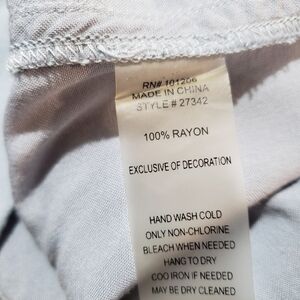 RN# 101256
MADE IN CHINA
STYLE # 27342
100% RAYON
EXCLUSIVE OF DECORATION
HAND WASH COLD
ONLY NON-CHLORINE
BLEACH WHEN NEEDED
HANG TO DRY
COO IRON IF NEEDED
MAY BE DRY CLEANED